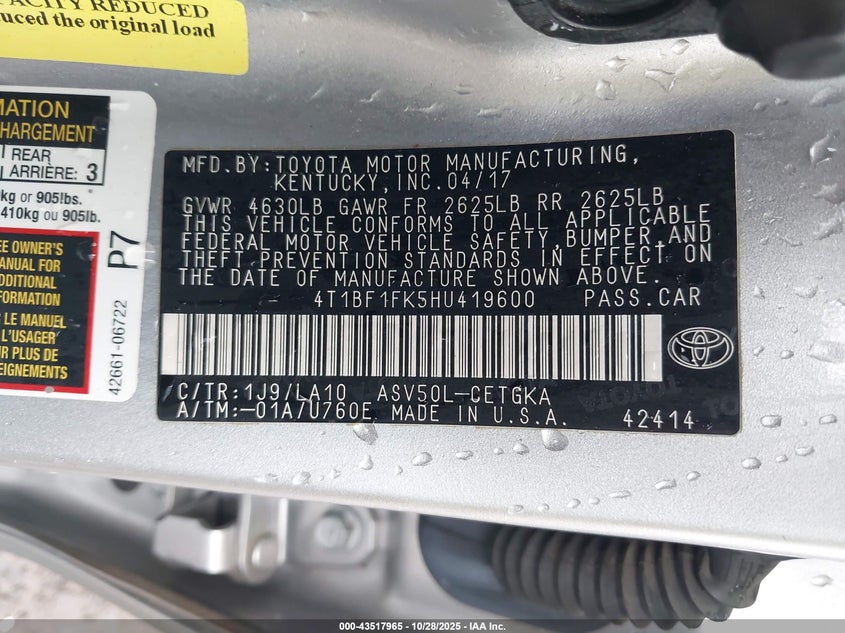 CITY REDUCED
uced the original load
MATION
HARGEMENT
REAR
ARRIÈRE: 3
kg or 905lbs.
410kg ou 905lb.
EE OWNER'S
ANUAL FOR
DDITIONAL
FORMATION
LE MANUEL
L'USAGER
UR PLUS DE
EIGNEMENTS
P7
42661-06722
MFD.BY:TOYOTA MOTOR MANUFACTURING,
KENTUCKY,INC.04/17
GVWR 4630LB GAWR FR 2625LB RR 2625LB
THIS VEHICLE CONFORMS TO ALL APPLICABLE
FEDERAL MOTOR VEHICLE SAFETY,BUMPER,AND
THEFT PREVENTION STANDARDS IN EFFECT ON
THE DATE OF MANUFACTURE SHOWN ABOVE.
4T1BF1FK5HU419600 PASS.CAR
C/TR:1J9/LA10 ASV50L-CETGKA
A/TM:-01A/U760E MADE IN U.S.A. 42414
000-43517965 | 10/28/2025 - IAA Inc.